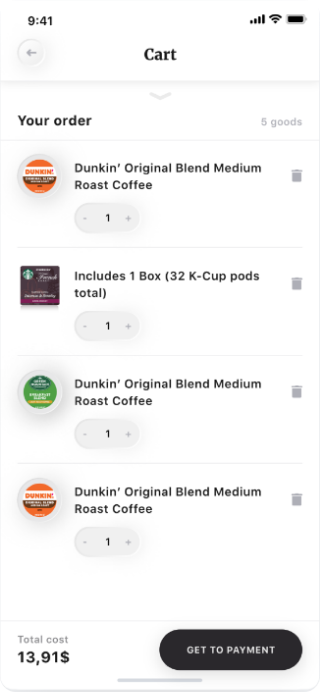 9:41
Cart
Your order
5 goods
DUNKIN!
Dunkin’ Original Blend Medium
Roast Coffee
- 1 +
Includes 1 Box (32 K-Cup pods
total)
- 1 +
Dunkin’ Original Blend Medium
Roast Coffee
- 1 +
DUNKIN!
Dunkin’ Original Blend Medium
Roast Coffee
- 1 +
Total cost
13,91$
GET TO PAYMENT